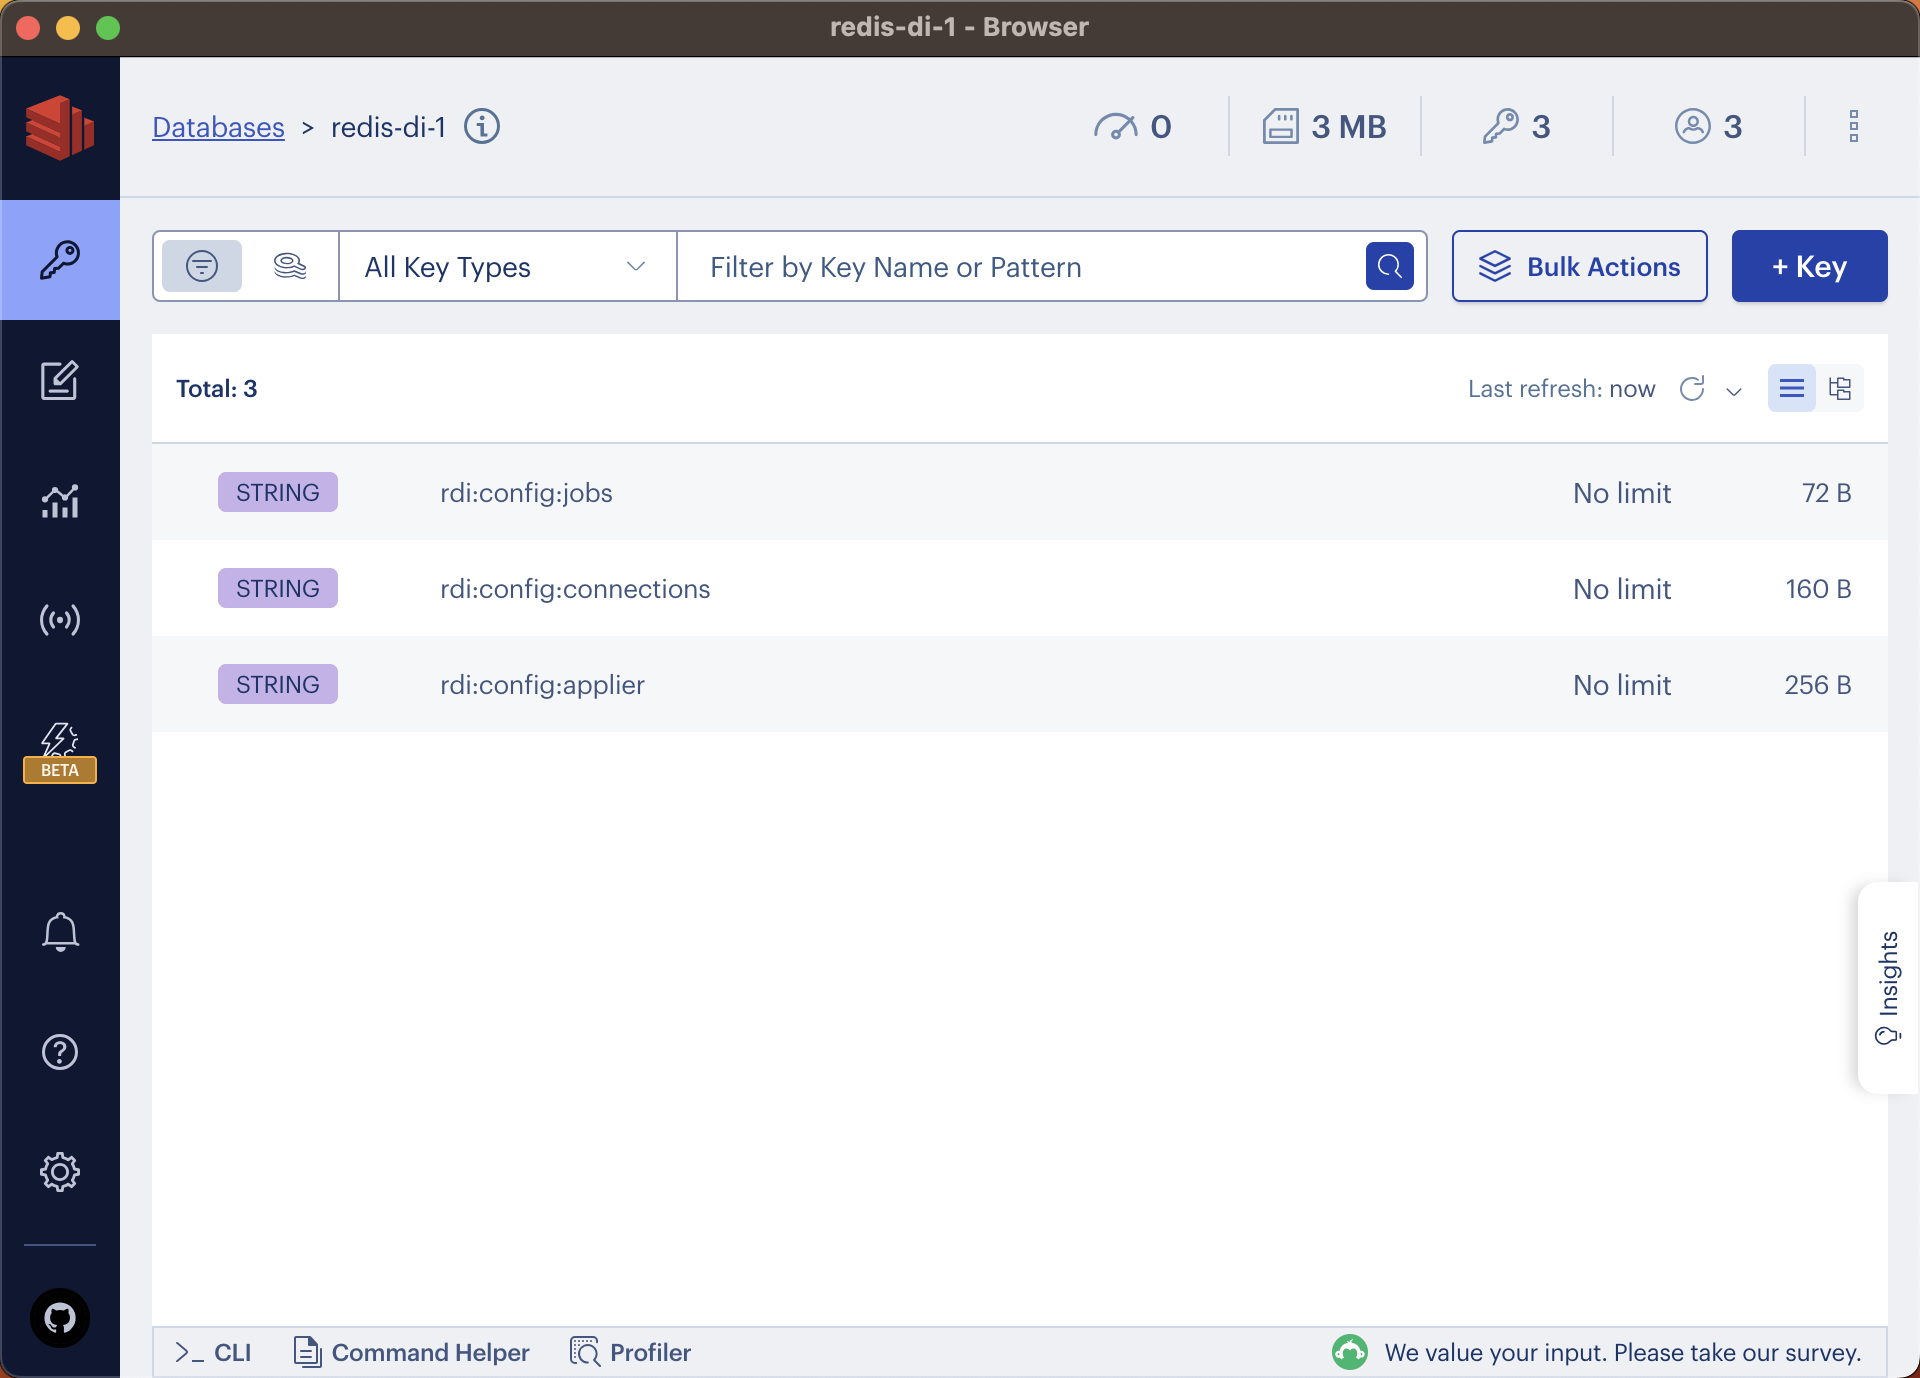 redis-di-1 - Browser
Databases > redis-di-1
0
3 MB
3
3
All Key Types
Filter by Key Name or Pattern
Bulk Actions
+ Key
Total: 3
Last refresh: now
STRING rdi:config:jobs No limit 72 B
STRING rdi:config:connections No limit 160 B
STRING rdi:config:applier No limit 256 B
BETA
Insights
>_ CLI
Command Helper
Profiler
We value your input. Please take our survey.